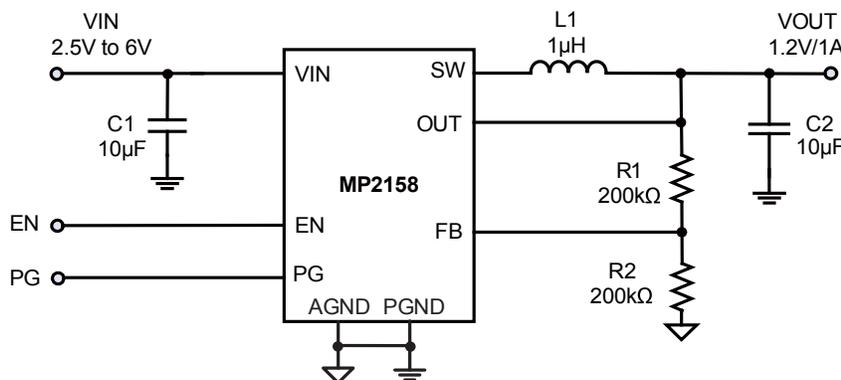 VIN
2.5V to 6V
L1
1µH
VOUT
1.2V/1A
VIN
SW
C1
10µF
OUT
C2
10µF
MP2158
R1
200kΩ
EN
EN
FB
PG
PG
R2
200kΩ
AGND
PGND